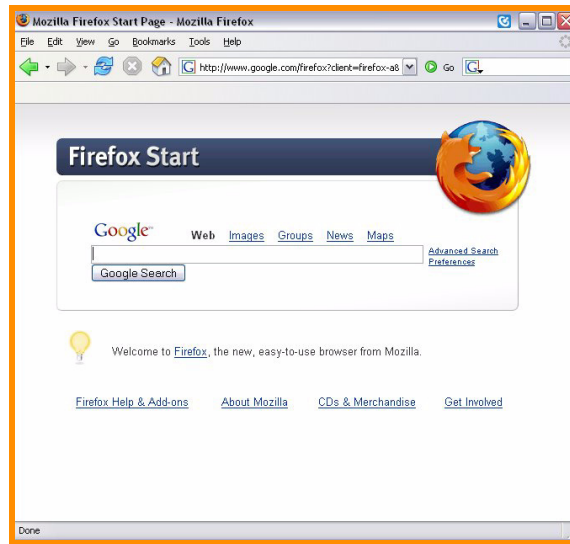 Mozilla Firefox Start Page - Mozilla Firefox
File Edit View Go Bookmarks Tools Help
G http://www.google.com/firefox?client=firefox-a& Go G
Firefox Start
Google™ Web Images Groups News Maps
Advanced Search
Preferences
Google Search
Welcome to Firefox, the new, easy-to-use browser from Mozilla.
Firefox Help & Add-ons About Mozilla CDs & Merchandise Get Involved
Done